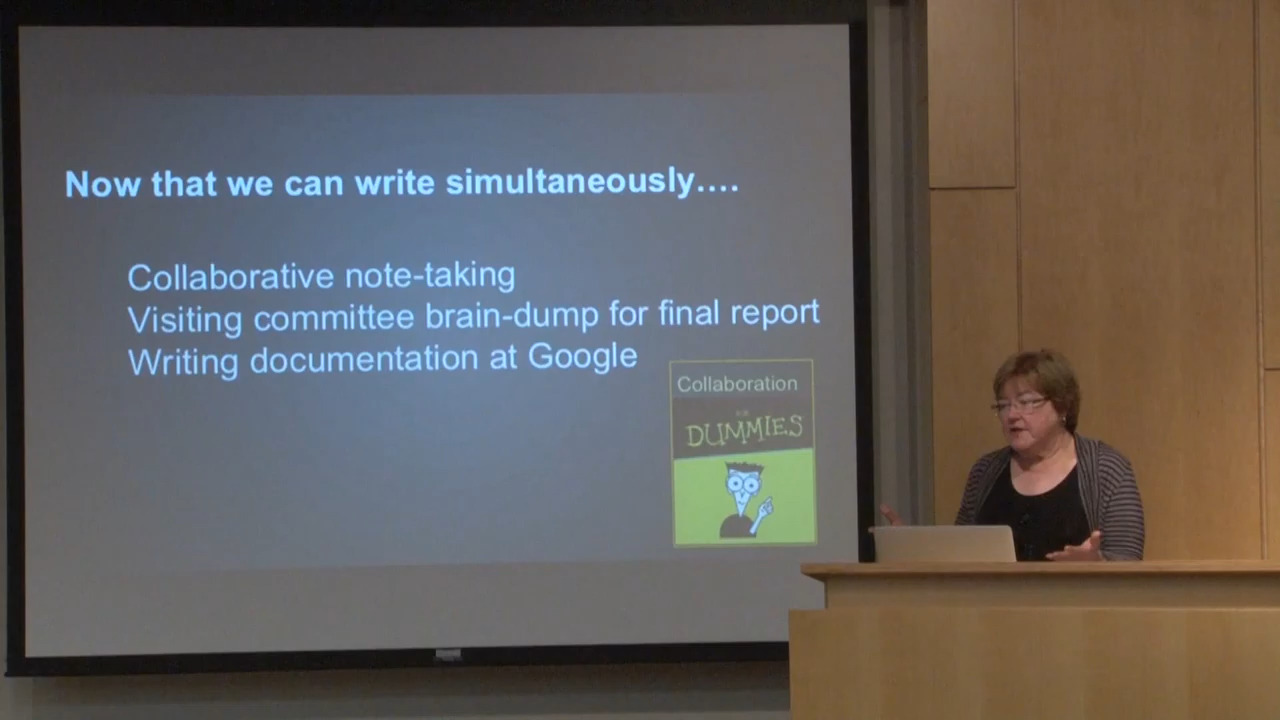 Now that we can write simultaneously....
Collaborative note-taking
Visiting committee brain-dump for final report
Writing documentation at Google
Collaboration
DUMMIES